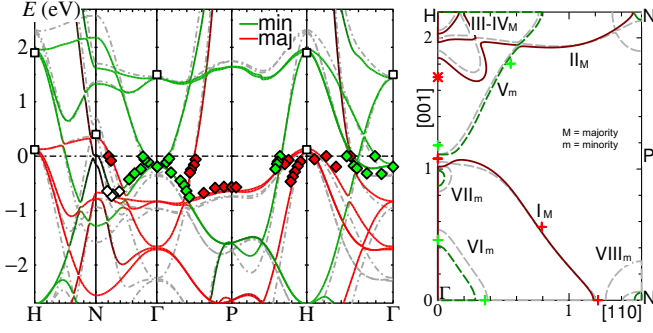 E (eV)
min
maj
2
1
0
−1
−2
H N Γ P H Γ
H N
2
III-IV_M
II_M
V_m
[001]
M = majority
m = minority
P
1
VII_m
I_M
VI_m
VIII_m
Γ N
0
0 1 [110]